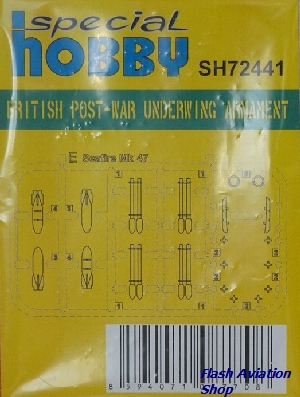 special
hobby
SH72441
BRITISH POST-WAR UNDERWING ARMAMENT
E Seafire Mk 47
Flash Aviation
Shop